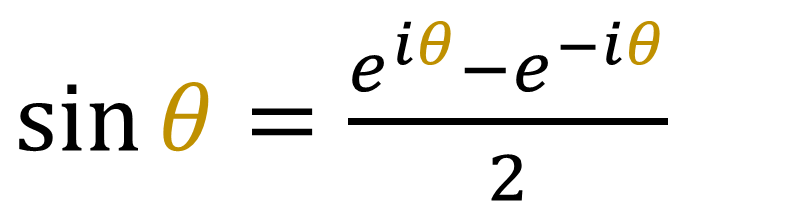 sin θ = (e^{iθ} − e^{−iθ}) / 2